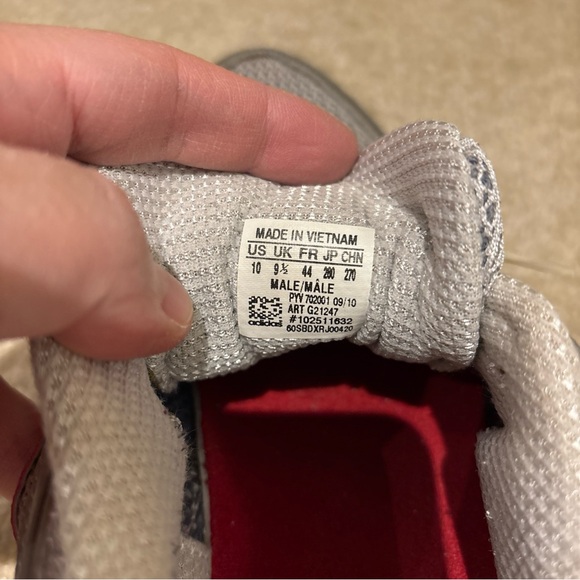 MADE IN VIETNAM
US UK FR JP CHN
10 9½ 44 280 270
MALE/MÂLE
PYV 702001 09/10
ART G21247
#102511632
adidas 60SBDXRJ00420